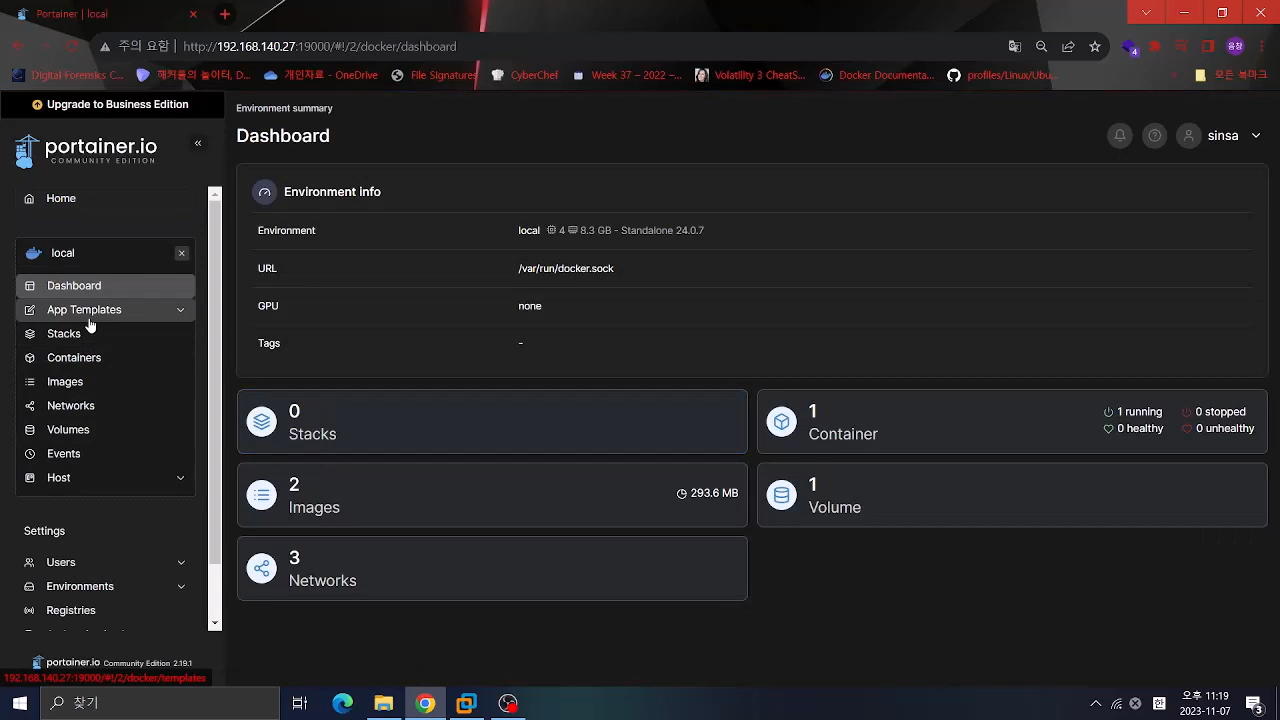 Portainer | local
주의 요함 | http://192.168.140.27:19000/#!/2/docker/dashboard
4
음장
Digital Forensics C...
해커풀의 놀이터, D...
개인자료 - OneDrive
File Signatures
CyberChef
Week 37 – 2022 –...
Volatility 3 CheatS...
Docker Documenta...
profiles/Linux/Ubu...
모든 북마크
Upgrade to Business Edition
portainer.io
COMMUNITY EDITION
Home
local
Dashboard
App Templates
Stacks
Containers
Images
Networks
Volumes
Events
Host
Settings
Users
Environments
Registries
portainer.io Community Edition 2.19.1
192.168.140.27:19000/#!/2/docker/templates
Environment summary
Dashboard
sinsa
Environment info
Environment local 4 8.3 GB - Standalone 24.0.7
URL /var/run/docker.sock
GPU none
Tags -
0
Stacks
1
Container
1 running 0 stopped
0 healthy 0 unhealthy
2
Images
293.6 MB
1
Volume
3
Networks
찾기
한
오후 11:19
2023-11-07
3